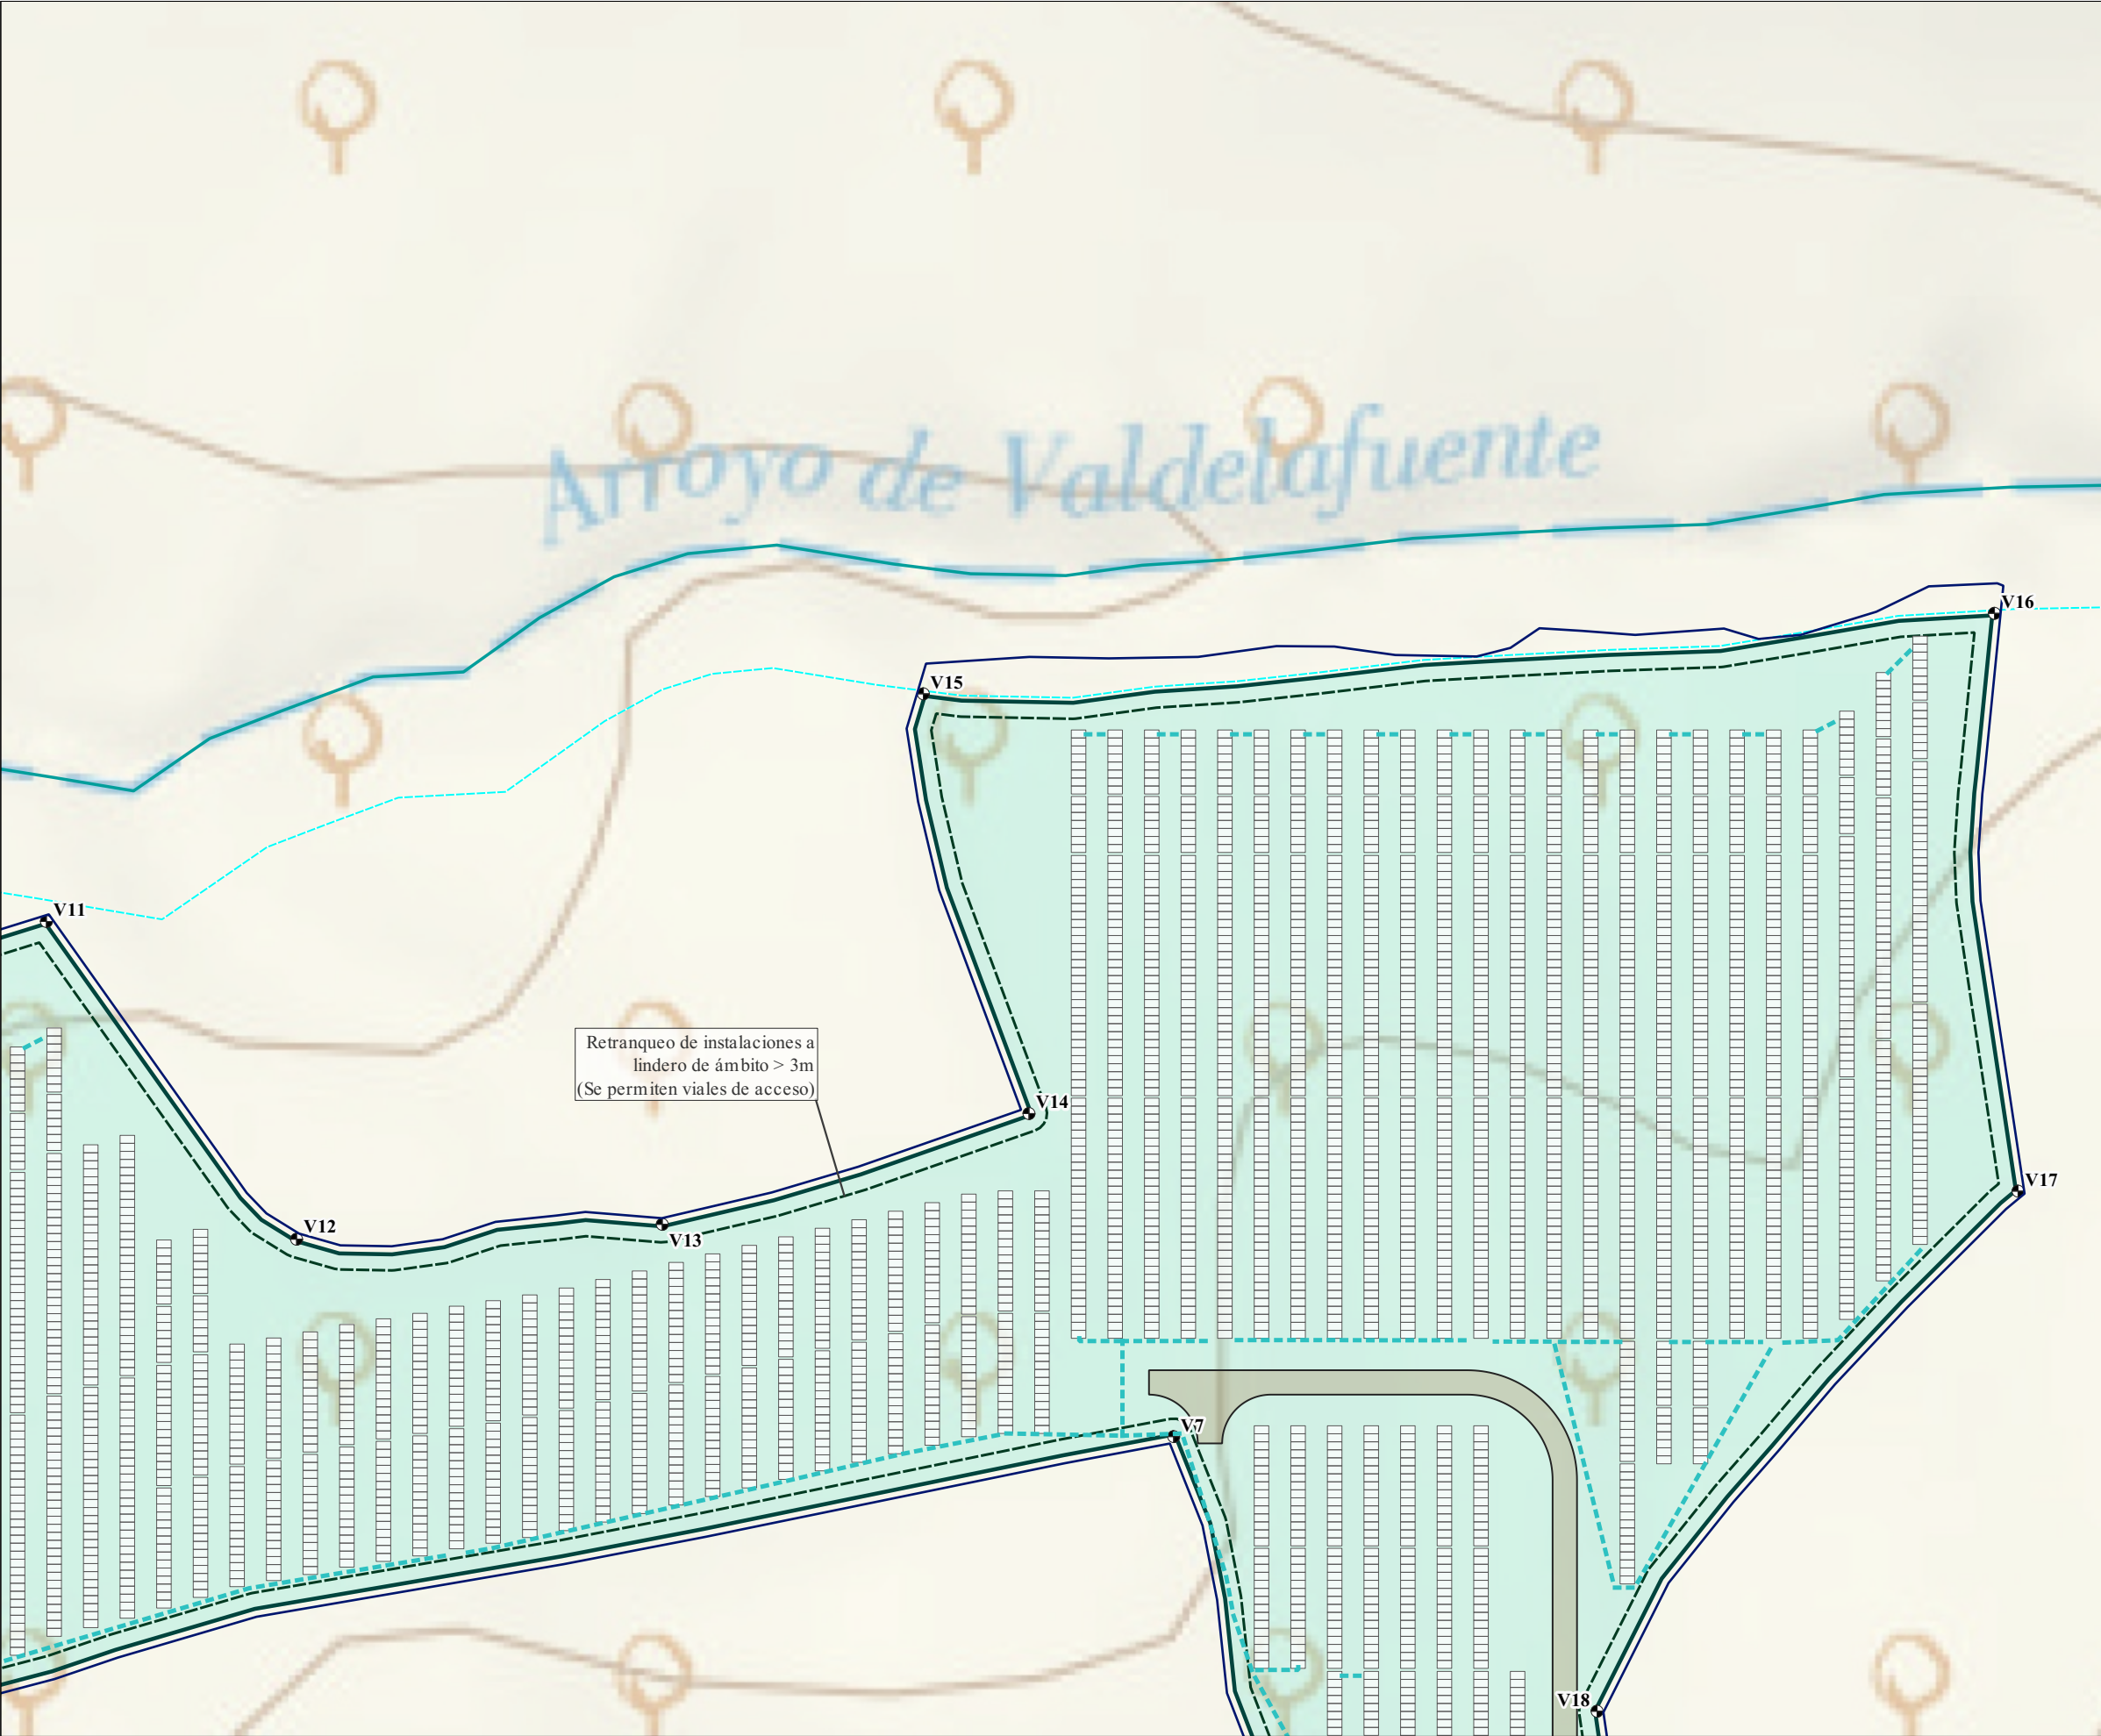 Arroyo de Valdelafuente
V16
V15
V11
Retranqueo de instalaciones a
lindero de ámbito > 3m
(Se permiten viales de acceso)
V14
V17
V12
V13
V7
V18